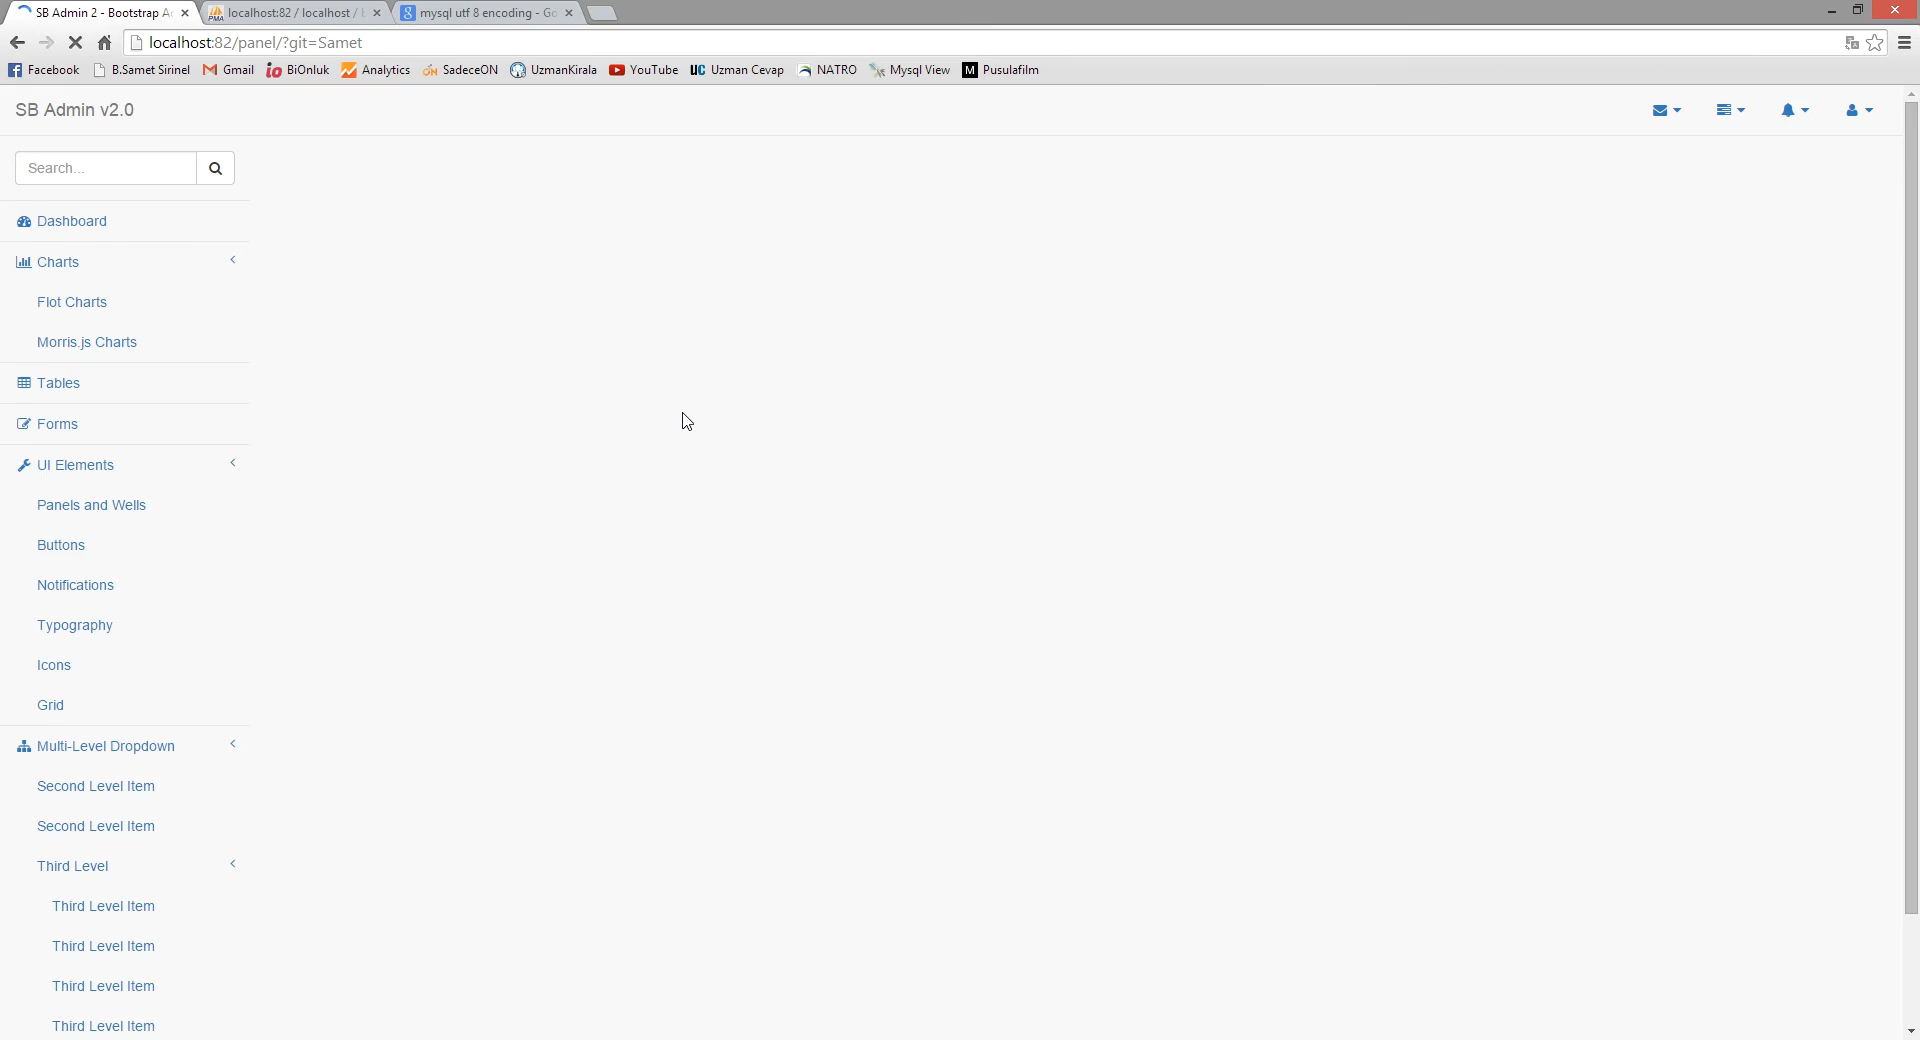 SB Admin 2 - Bootstrap A
localhost:82 / localhost /
mysql utf 8 encoding - Go
localhost:82/panel/?git=Samet
Facebook B.Samet Sirinel Gmail BiOnluk Analytics SadeceON UzmanKirala YouTube Uzman Cevap NATRO Mysql View Pusulafilm
SB Admin v2.0
Search...
Dashboard
Charts
Flot Charts
Morris.js Charts
Tables
Forms
UI Elements
Panels and Wells
Buttons
Notifications
Typography
Icons
Grid
Multi-Level Dropdown
Second Level Item
Second Level Item
Third Level
Third Level Item
Third Level Item
Third Level Item
Third Level Item